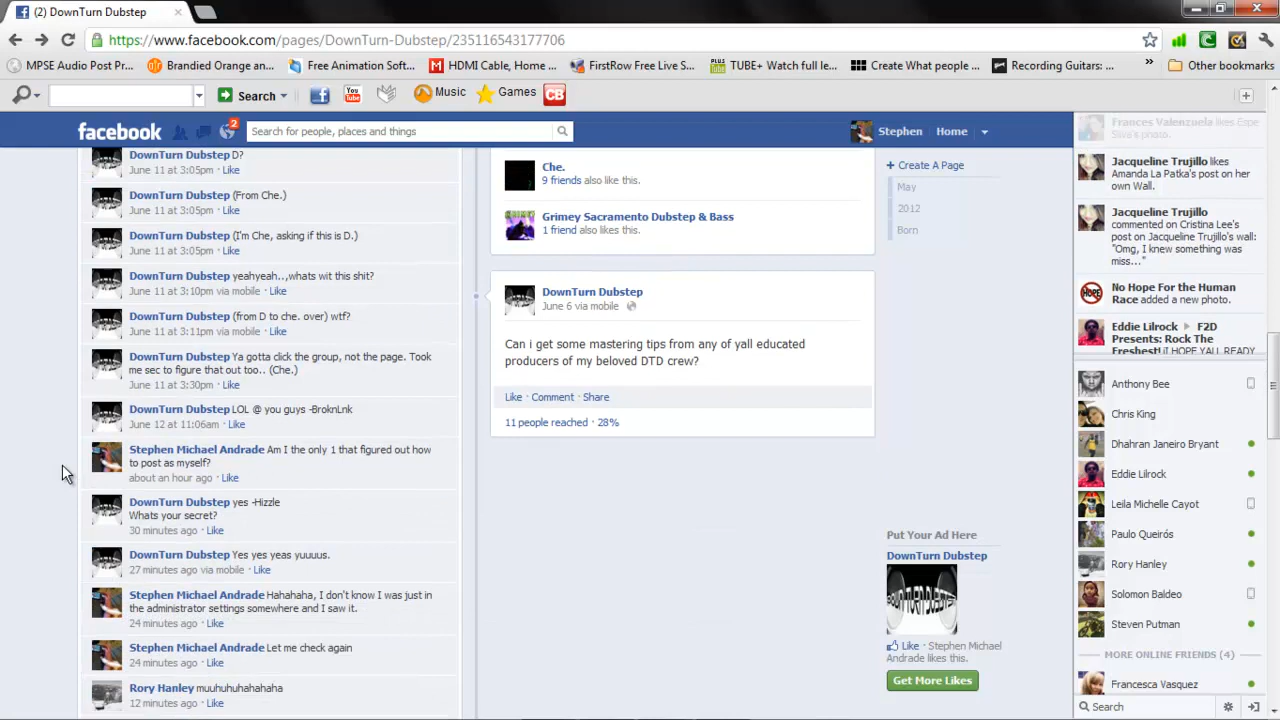 (2) DownTurn Dubstep
https://www.facebook.com/pages/DownTurn-Dubstep/235116543177706
MPSE Audio Post Pr...
Brandied Orange an...
Free Animation Soft...
HDMI Cable, Home ...
FirstRow Free Live S...
TUBE+ Watch full le...
Create What people ...
Recording Guitars: ...
»
Other bookmarks
Search
Music
Games
facebook
2
Search for people, places and things
Stephen
Home
DownTurn Dubstep D?
June 11 at 3:05pm · Like
DownTurn Dubstep (From Che.)
June 11 at 3:05pm · Like
DownTurn Dubstep (I'm Che, asking if this is D.)
June 11 at 3:05pm · Like
DownTurn Dubstep yeahyeah..,whats wit this shit?
June 11 at 3:10pm via mobile · Like
DownTurn Dubstep (from D to che. over) wtf?
June 11 at 3:11pm via mobile · Like
DownTurn Dubstep Ya gotta click the group, not the page. Took
me sec to figure that out too.. (Che.)
June 11 at 3:30pm · Like
DownTurn Dubstep LOL @ you guys -BroknLnk
June 12 at 11:06am · Like
Stephen Michael Andrade Am I the only 1 that figured out how
to post as myself?
about an hour ago · Like
DownTurn Dubstep yes -Hizzle
Whats your secret?
30 minutes ago · Like
DownTurn Dubstep Yes yes yeas yuuuus.
27 minutes ago via mobile · Like
Stephen Michael Andrade Hahahaha, I don't know I was just in
the administrator settings somewhere and I saw it.
24 minutes ago · Like
Stephen Michael Andrade Let me check again
24 minutes ago · Like
Rory Hanley muuhuhuhahahaha
12 minutes ago · Like
Che.
9 friends also like this.
Grimey Sacramento Dubstep & Bass
1 friend also likes this.
DownTurn Dubstep
June 6 via mobile
Can i get some mastering tips from any of yall educated
producers of my beloved DTD crew?
Like · Comment · Share
11 people reached · 28%
+ Create A Page
May
2012
Born
Put Your Ad Here
DownTurn Dubstep
Like · Stephen Michael
Andrade likes this.
Get More Likes
Frances Valenzuela likes Espe
Silva's photo.
Jacqueline Trujillo likes
Amanda La Patka's post on her
own Wall.
Jacqueline Trujillo
commented on Cristina Lee's
post on Jacqueline Trujillo's wall:
"Omg, I knew something was
miss..."
No Hope For the Human
Race added a new photo.
Eddie Lilrock ▶ F2D
Presents: Rock The
Freshest! ¡I HOPE YALL READY
Anthony Bee
Chris King
Dhahran Janeiro Bryant
Eddie Lilrock
Leila Michelle Cayot
Paulo Queirós
Rory Hanley
Solomon Baldeo
Steven Putman
MORE ONLINE FRIENDS (4)
Francesca Vasquez
Search